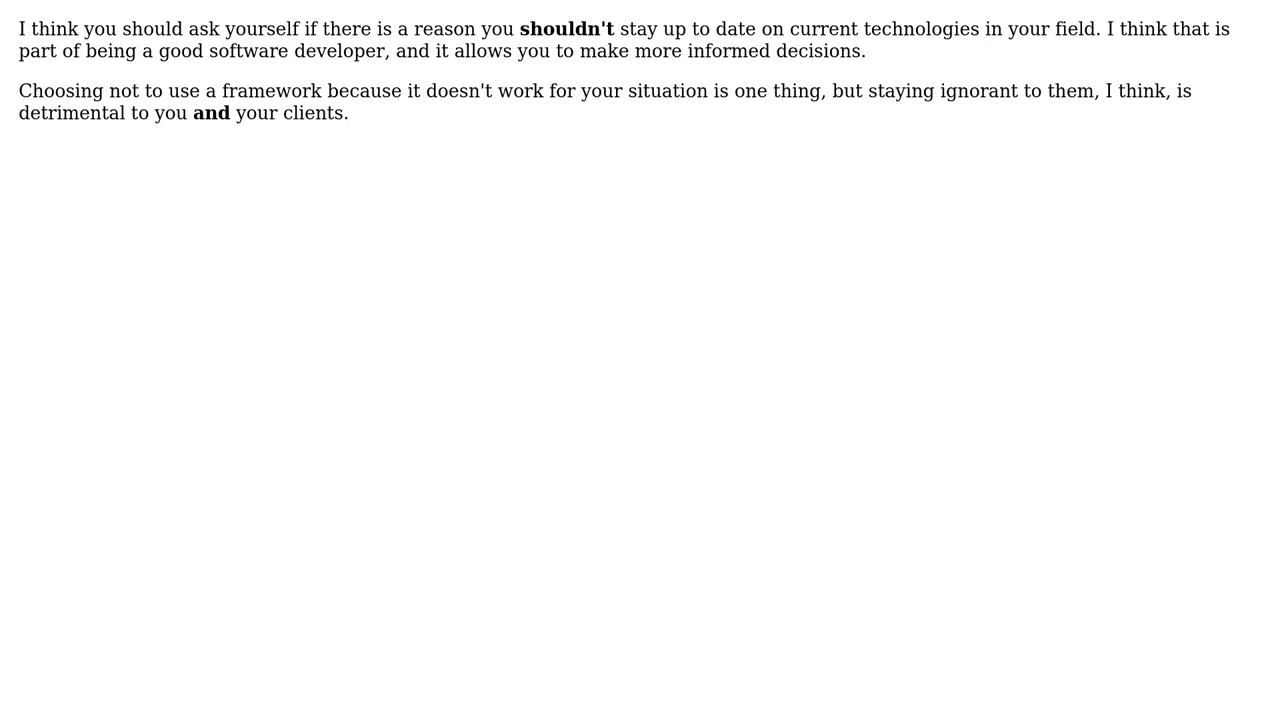 I think you should ask yourself if there is a reason you shouldn't stay up to date on current technologies in your field. I think that is
part of being a good software developer, and it allows you to make more informed decisions.
Choosing not to use a framework because it doesn't work for your situation is one thing, but staying ignorant to them, I think, is
detrimental to you and your clients.